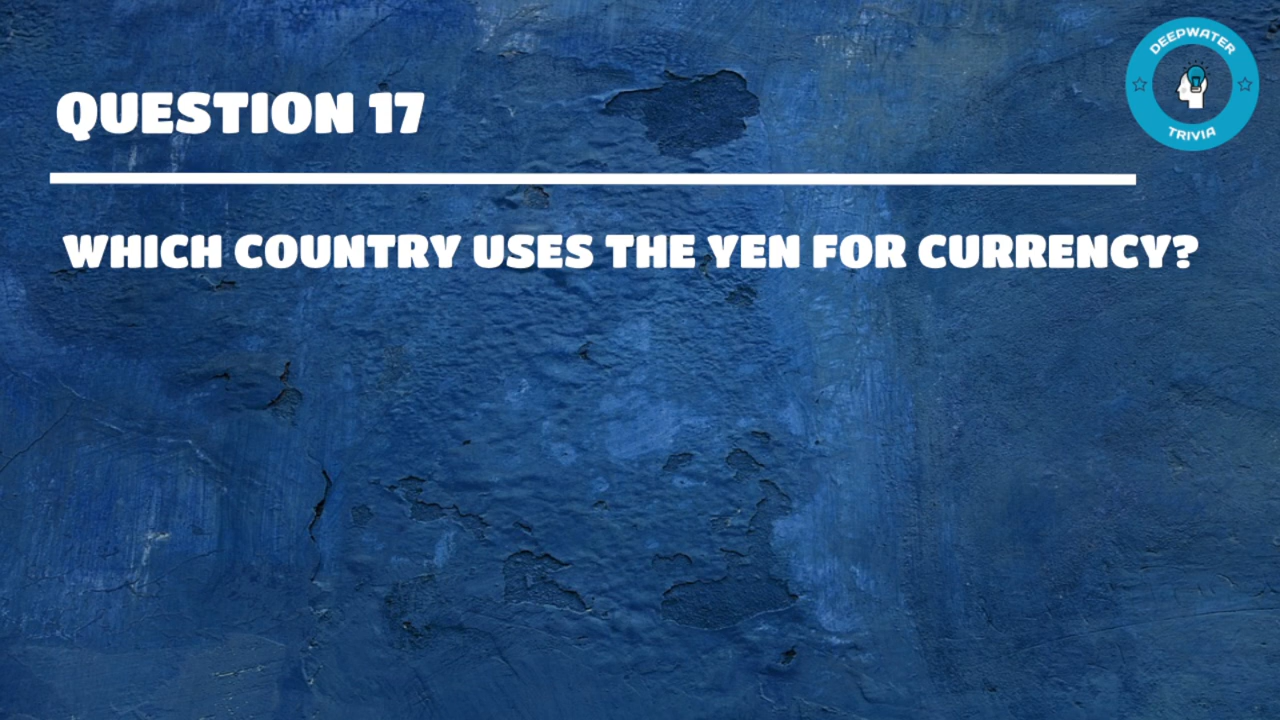 DEEPWATER
TRIVIA
QUESTION 17
WHICH COUNTRY USES THE YEN FOR CURRENCY?